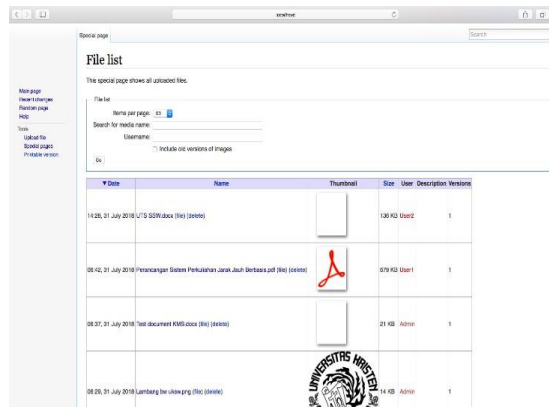 localhost
Special page
Search
File list
This special page shows all uploaded files.
Main page
Recent changes
Random page
Help
Tools
Upload file
Special pages
Printable version
File list
Items per page:
Search for media name:
Username:
Include old versions of images
Go
▼Date Name Thumbnail Size User Description Versions
14:28, 31 July 2018 UTS SSW.docx (file) (delete) 136 KB User2 1
08:42, 31 July 2018 Perancangan Sistem Perkuliahan Jarak Jauh Berbasis.pdf (file) (delete) 679 KB User1 1
08:37, 31 July 2018 Test document KMS.docx (file) (delete) 21 KB Admin 1
UNIVERSITAS KRISTEN
08:29, 31 July 2018 Lambang bw uksw.png (file) (delete) 14 KB Admin 1